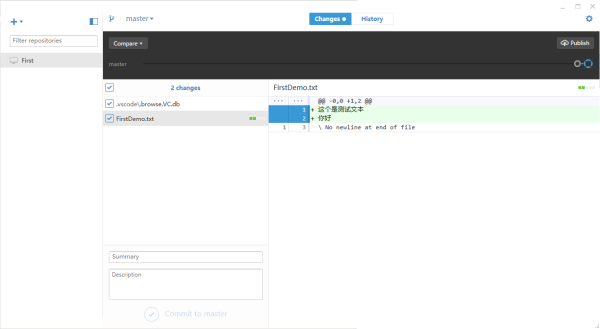 master
Changes
History
Filter repositories
Compare
Publish
First
master
2 changes
FirstDemo.txt
.vscode\.browse.VC.db
@@ -0,0 +1,2 @@
FirstDemo.txt
1 + 这个是测试文本
2 + 你好
1 3 \ No newline at end of file
Summary
Description
Commit to master